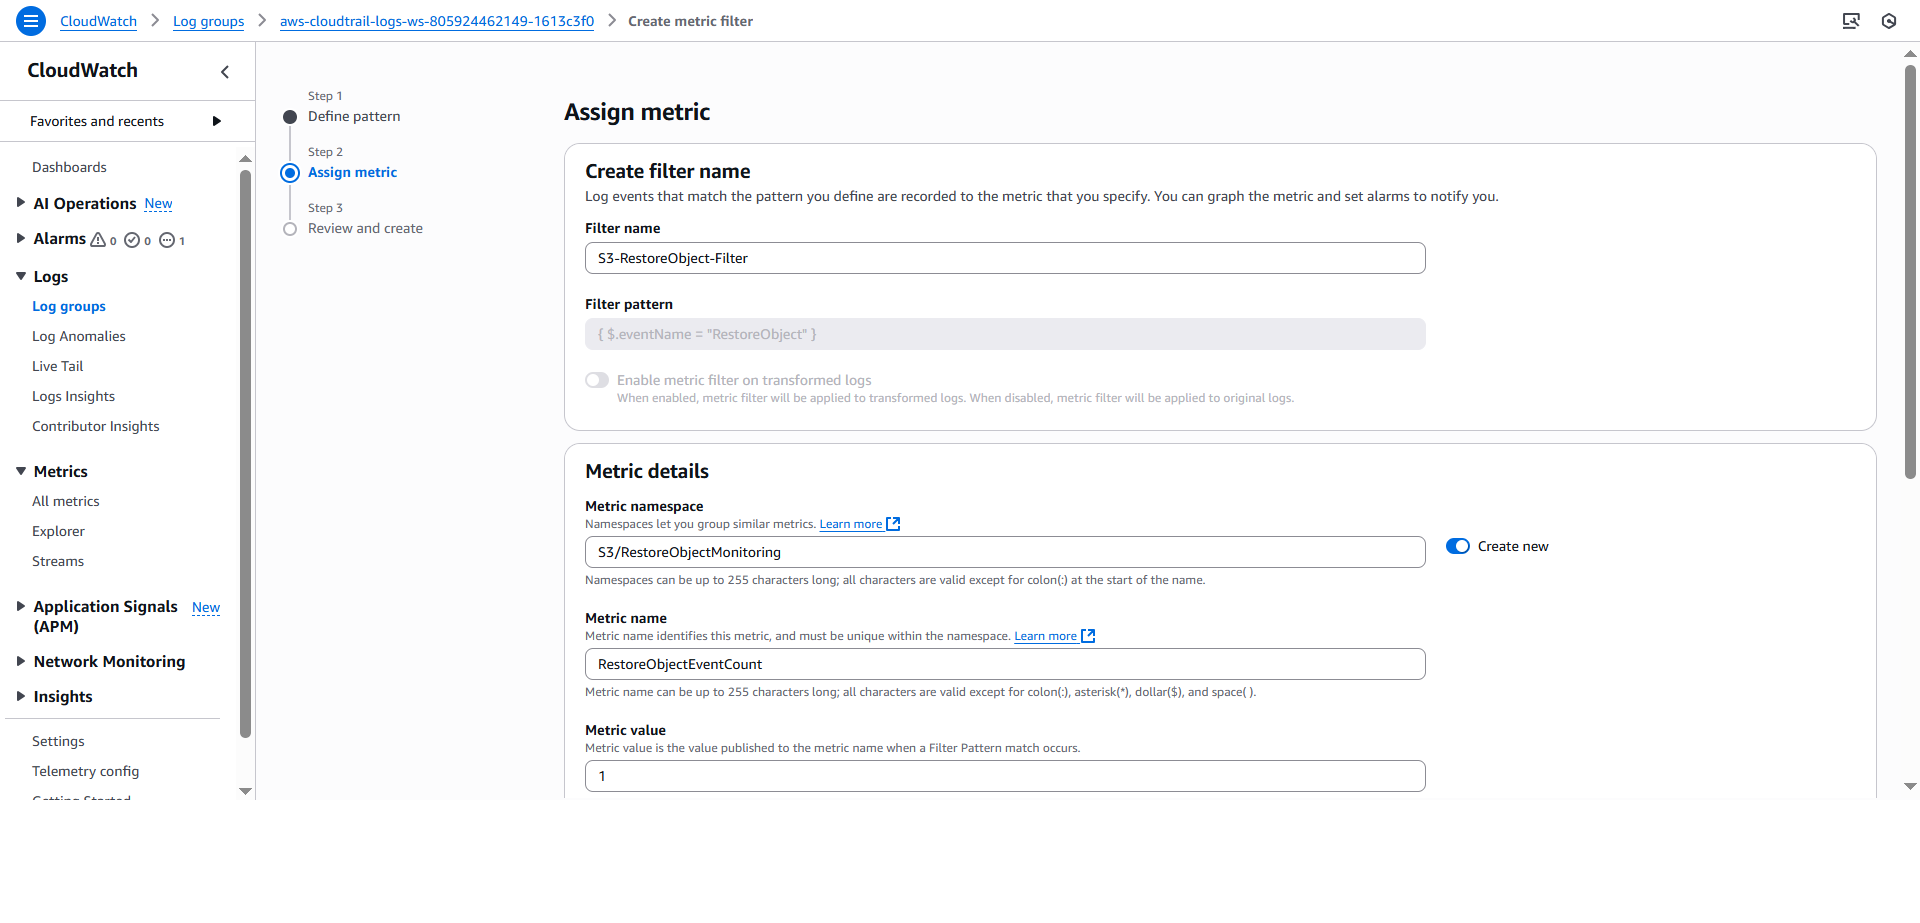 CloudWatch > Log groups > aws-cloudtrail-logs-ws-805924462149-1613c3f0 > Create metric filter
CloudWatch
Favorites and recents
Dashboards
AI Operations New
Alarms 0 0 1
Logs
Log groups
Log Anomalies
Live Tail
Logs Insights
Contributor Insights
Metrics
All metrics
Explorer
Streams
Application Signals New
(APM)
Network Monitoring
Insights
Settings
Telemetry config
Getting Started
Step 1
Define pattern
Step 2
Assign metric
Step 3
Review and create
Assign metric
Create filter name
Log events that match the pattern you define are recorded to the metric that you specify. You can graph the metric and set alarms to notify you.
Filter name
S3-RestoreObject-Filter
Filter pattern
{ $.eventName = "RestoreObject" }
Enable metric filter on transformed logs
When enabled, metric filter will be applied to transformed logs. When disabled, metric filter will be applied to original logs.
Metric details
Metric namespace
Namespaces let you group similar metrics. Learn more
S3/RestoreObjectMonitoring
Create new
Namespaces can be up to 255 characters long; all characters are valid except for colon(:) at the start of the name.
Metric name
Metric name identifies this metric, and must be unique within the namespace. Learn more
RestoreObjectEventCount
Metric name can be up to 255 characters long; all characters are valid except for colon(:), asterisk(*), dollar($), and space( ).
Metric value
Metric value is the value published to the metric name when a Filter Pattern match occurs.
1